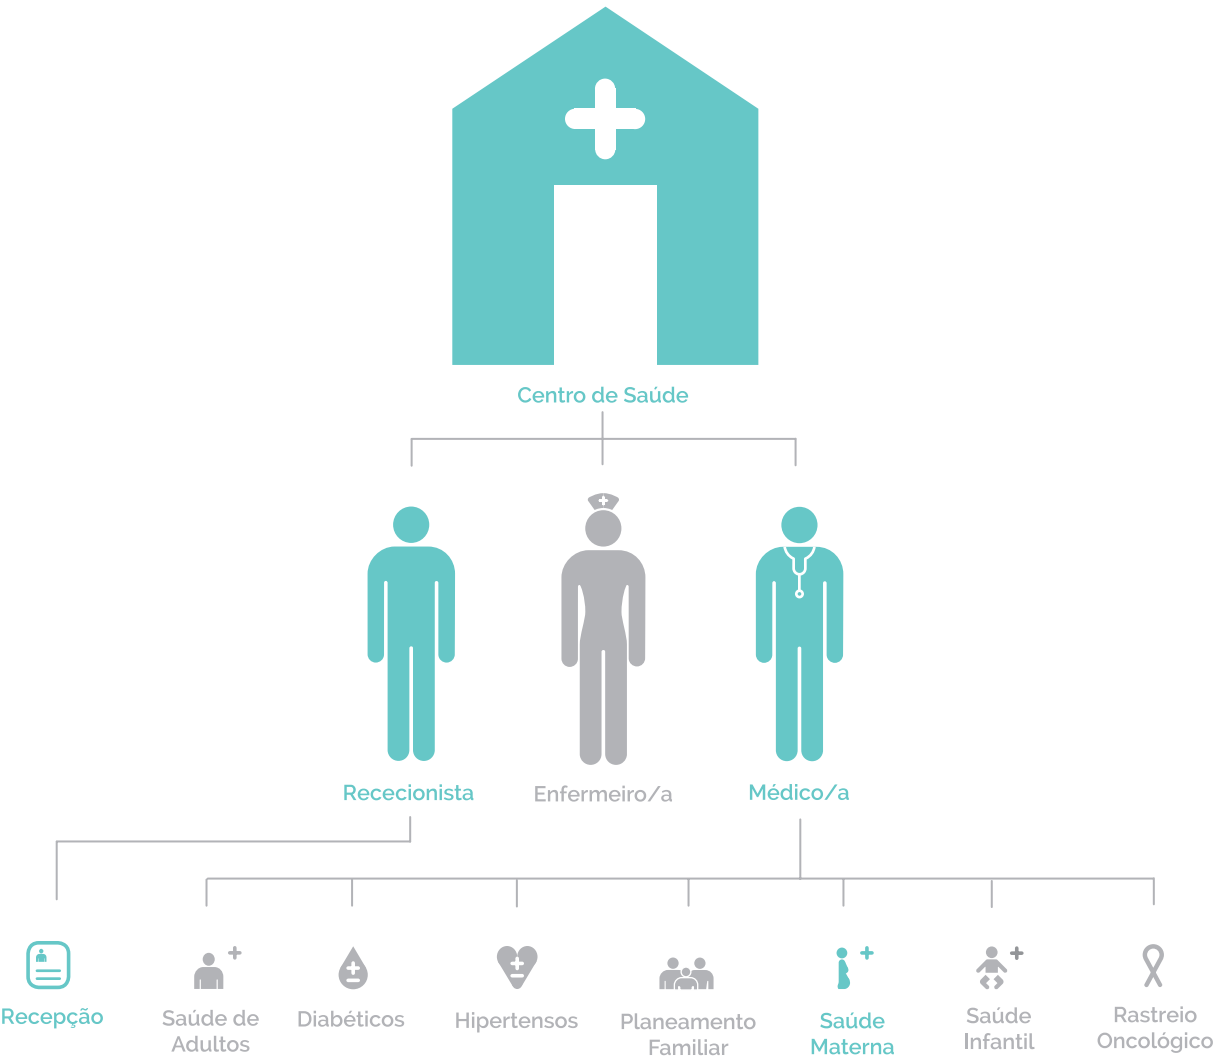 Centro de Saúde
Rececionista
Enfermeiro/a
Médico/a
Recepção
Saúde de
Adultos
Diabéticos
Hipertensos
Planeamento
Familiar
Saúde
Materna
Saúde
Infantil
Rastreio
Oncológico